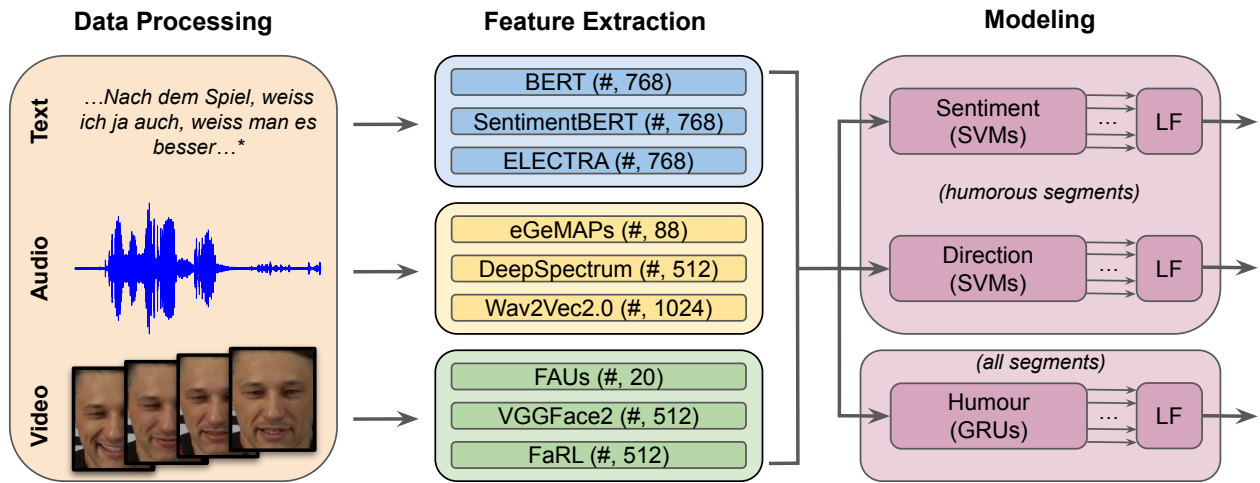 Data Processing
Feature Extraction
Modeling
Text
…Nach dem Spiel, weiss
ich ja auch, weiss man es
besser…*
Audio
Video
BERT (#, 768)
SentimentBERT (#, 768)
ELECTRA (#, 768)
eGeMAPs (#, 88)
DeepSpectrum (#, 512)
Wav2Vec2.0 (#, 1024)
FAUs (#, 20)
VGGFace2 (#, 512)
FaRL (#, 512)
Sentiment
(SVMs)
…
LF
(humorous segments)
Direction
(SVMs)
…
LF
(all segments)
Humour
(GRUs)
…
LF